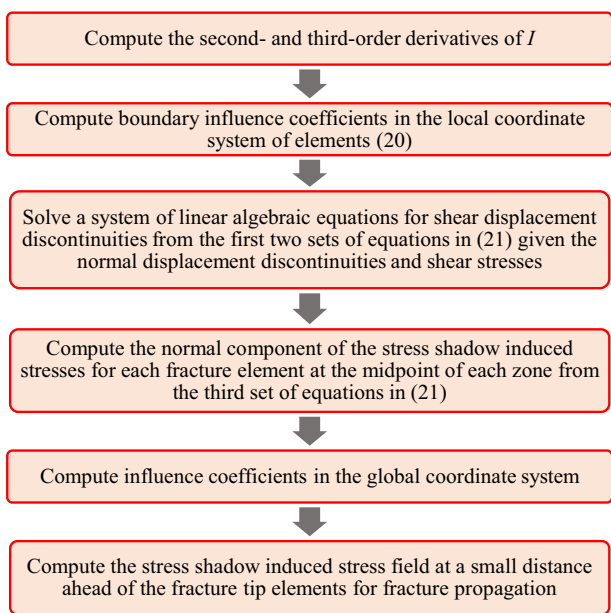 Compute the second- and third-order derivatives of I
Compute boundary influence coefficients in the local coordinate
system of elements (20)
Solve a system of linear algebraic equations for shear displacement
discontinuities from the first two sets of equations in (21) given the
normal displacement discontinuities and shear stresses
Compute the normal component of the stress shadow induced
stresses for each fracture element at the midpoint of each zone from
the third set of equations in (21)
Compute influence coefficients in the global coordinate system
Compute the stress shadow induced stress field at a small distance
ahead of the fracture tip elements for fracture propagation